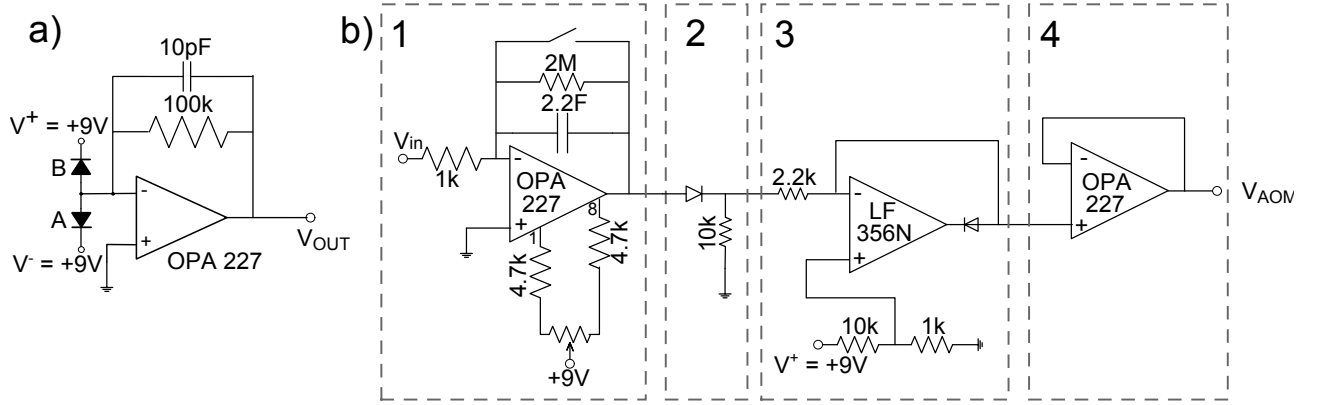 a)
10pF
100k
V+ = +9V
B
A
V- = +9V
-
+
OPA 227
VOUT
b)
1
2M
2.2F
Vin
1k
-
+
OPA
227
1
8
4.7k
4.7k
+9V
2
10k
3
2.2k
-
+
LF
356N
10k
1k
V+ = +9V
4
-
+
OPA
227
VAOM